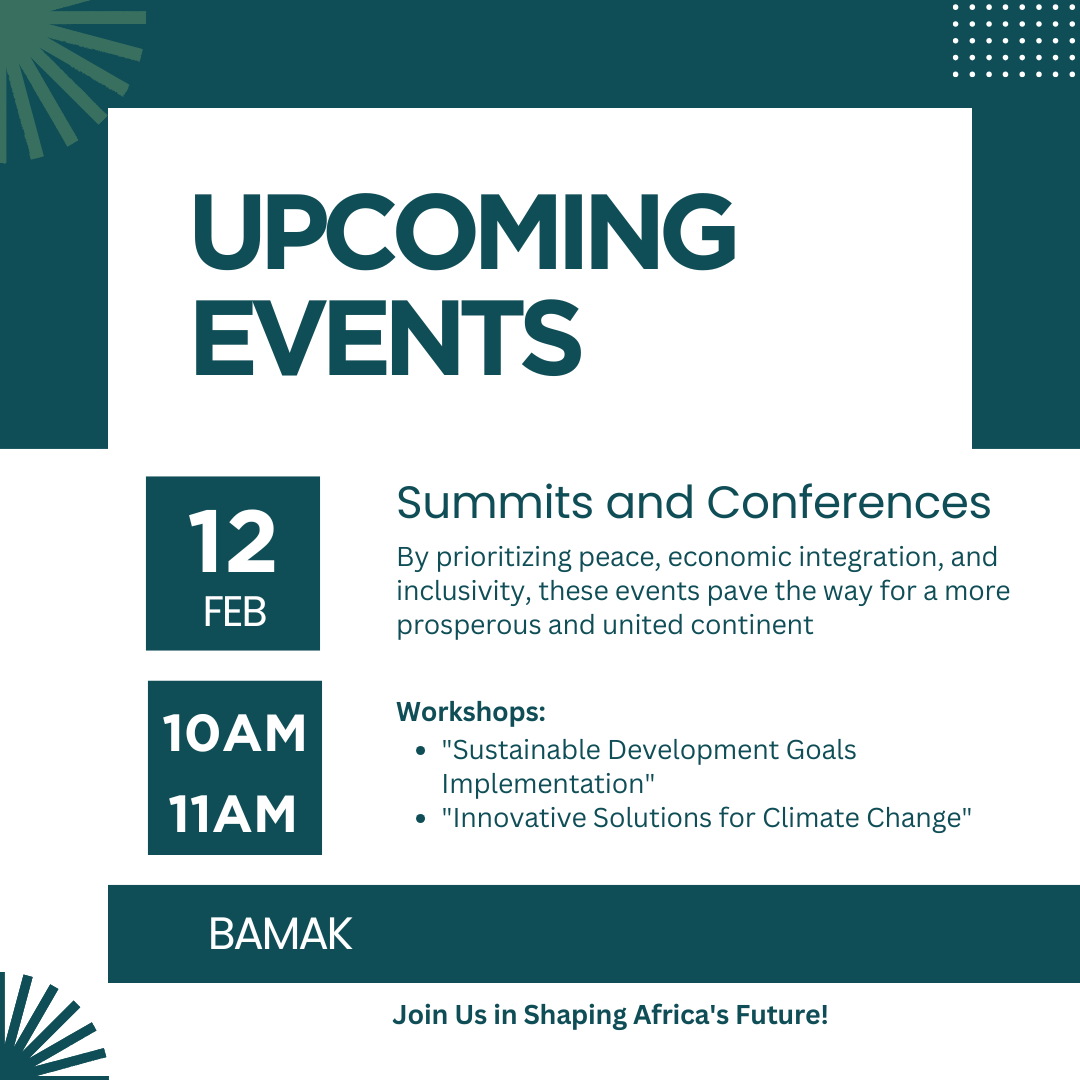 UPCOMING
EVENTS
12
FEB
Summits and Conferences
By prioritizing peace, economic integration, and
inclusivity, these events pave the way for a more
prosperous and united continent
10AM
11AM
Workshops:
• "Sustainable Development Goals
Implementation"
• "Innovative Solutions for Climate Change"
BAMAK
Join Us in Shaping Africa's Future!